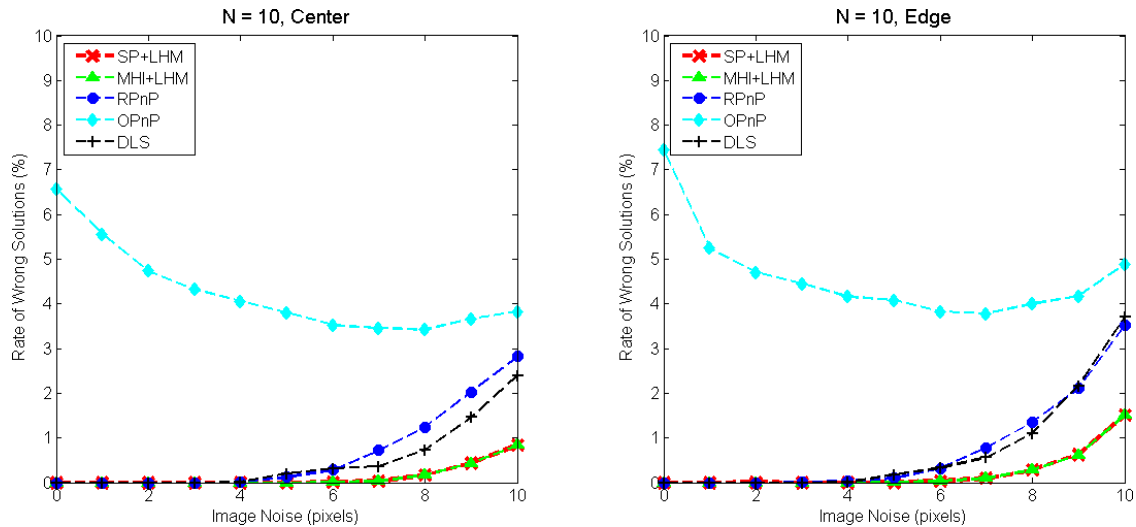 N = 10, Center
10
9
8
7
6
5
4
3
2
1
0
Rate of Wrong Solutions (%)
SP+LHM
MHI+LHM
RPnP
OPnP
DLS
0 2 4 6 8 10
Image Noise (pixels)
N = 10, Edge
10
9
8
7
6
5
4
3
2
1
0
Rate of Wrong Solutions (%)
SP+LHM
MHI+LHM
RPnP
OPnP
DLS
0 2 4 6 8 10
Image Noise (pixels)